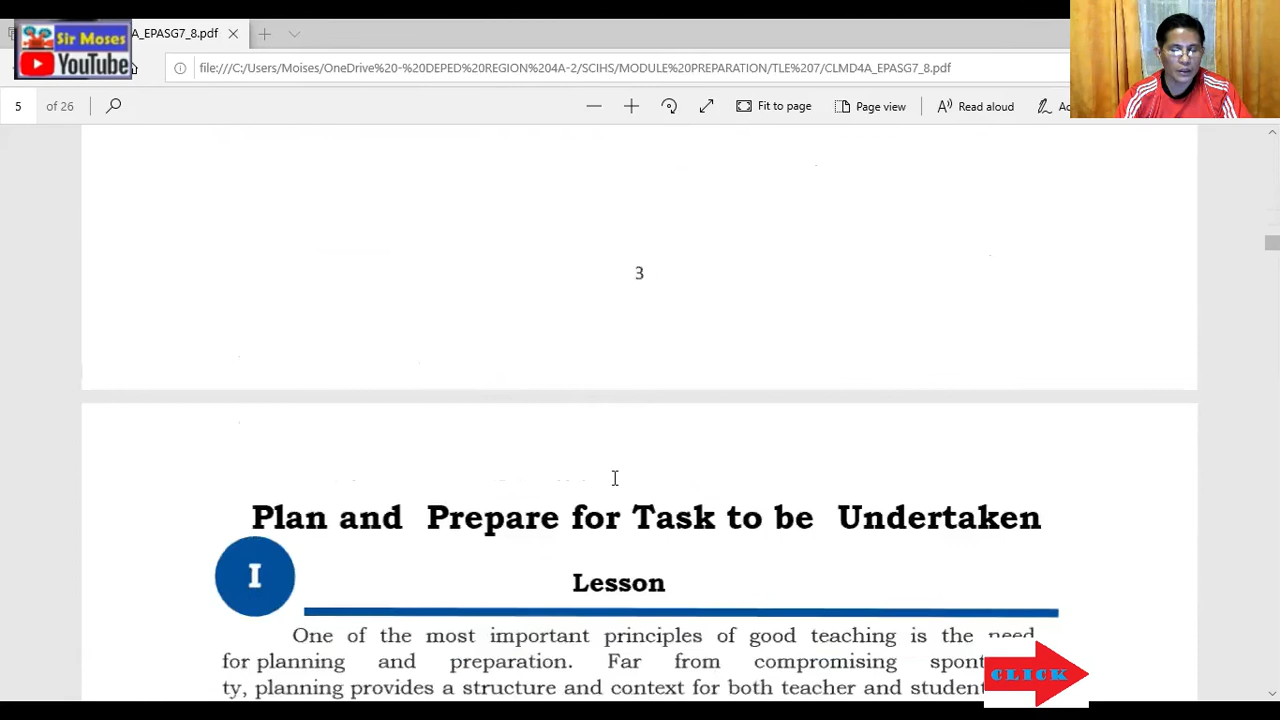 Sir Moses
YouTube
A_EPASG7_8.pdf
file:///C:/Users/Moises/OneDrive%20-%20DEPED%20REGION%204A-2/SCIHS/MODULE%20PREPARATION/TLE%207/CLMD4A_EPASG7_8.pdf
5 of 26 Fit to page Page view Read aloud
3
Plan and Prepare for Task to be Undertaken
I
Lesson
One of the most important principles of good teaching is the need
for planning and preparation. Far from compromising spont
ty, planning provides a structure and context for both teacher and student
CLICK